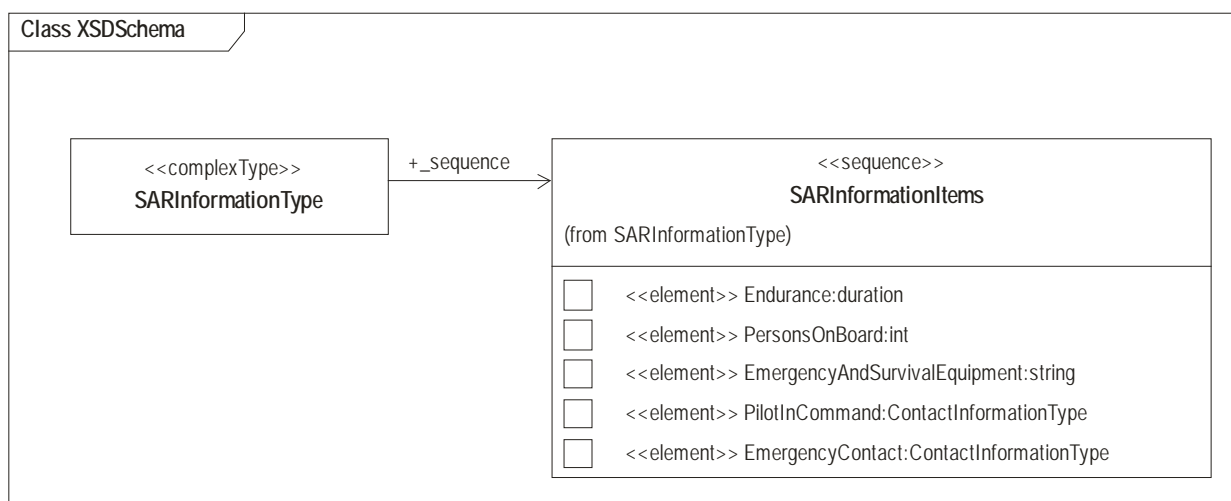 Class XSDSchema
<<complexType>>
SARInformationType
+_sequence
<<sequence>>
SARInformationItems
(from SARInformationType)
<<element>> Endurance:duration
<<element>> PersonsOnBoard:int
<<element>> EmergencyAndSurvivalEquipment:string
<<element>> PilotInCommand:ContactInformationType
<<element>> EmergencyContact:ContactInformationType